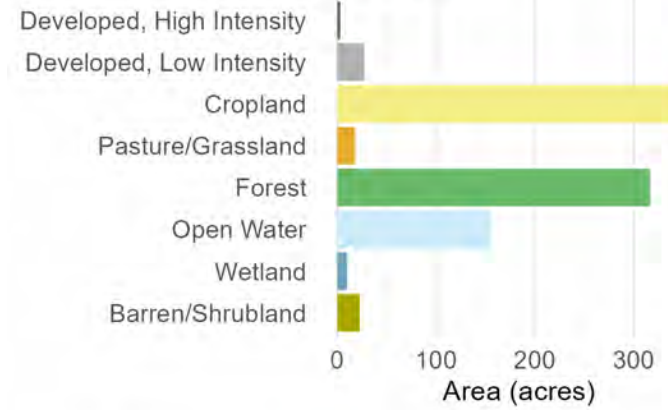 Developed, High Intensity
Developed, Low Intensity
Cropland
Pasture/Grassland
Forest
Open Water
Wetland
Barren/Shrubland
0 100 200 300
Area (acres)